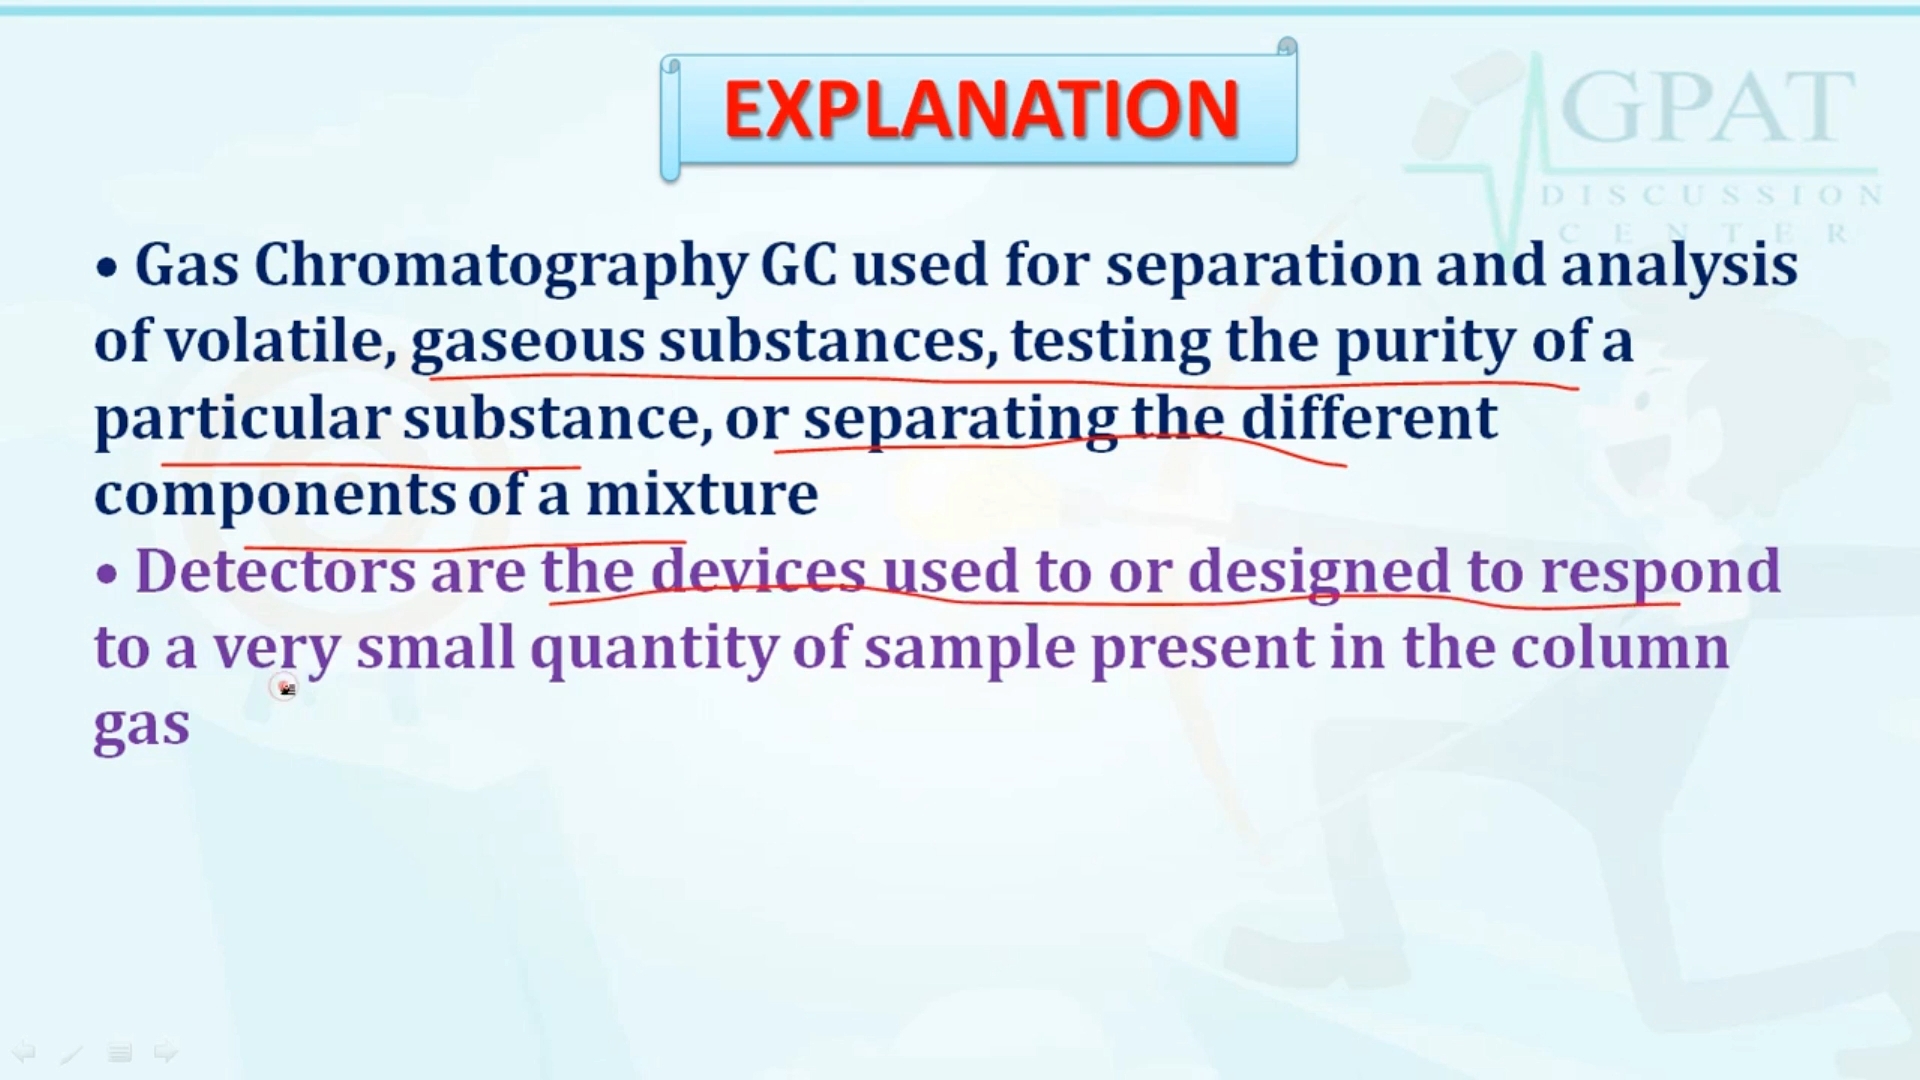 EXPLANATION
GPAT
DISCUSSION
CENTER
• Gas Chromatography GC used for separation and analysis
of volatile, gaseous substances, testing the purity of a
particular substance, or separating the different
components of a mixture
• Detectors are the devices used to or designed to respond
to a very small quantity of sample present in the column
gas